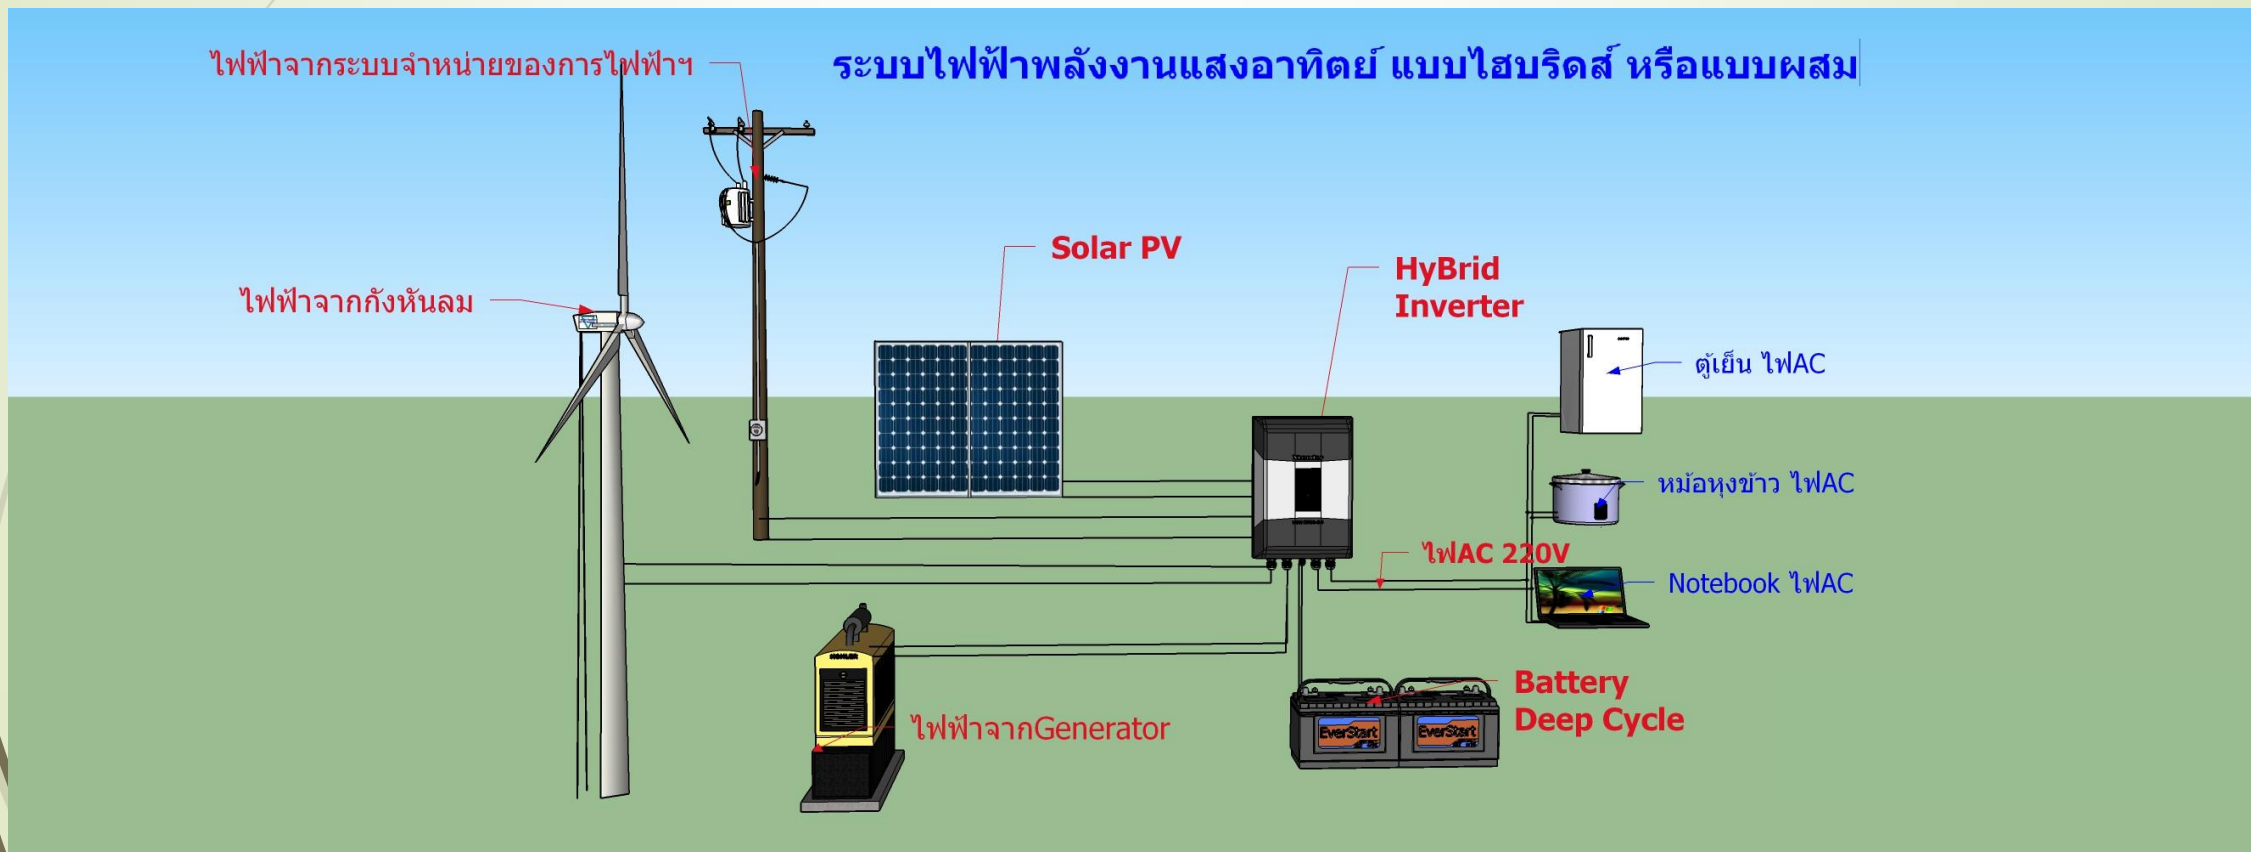 ไฟฟ้าจากระบบจำหน่ายของการไฟฟ้าฯ
ระบบไฟฟ้าพลังงานแสงอาทิตย์ แบบไฮบริดส์ หรือแบบผสม
Solar PV
HyBrid
Inverter
ไฟฟ้าจากกังหันลม
ตู้เย็น ไฟAC
หม้อหุงข้าว ไฟAC
ไฟAC 220V
Notebook ไฟAC
KOHLER
Battery
Deep Cycle
ไฟฟ้าจากGenerator
EverStart
EverStart